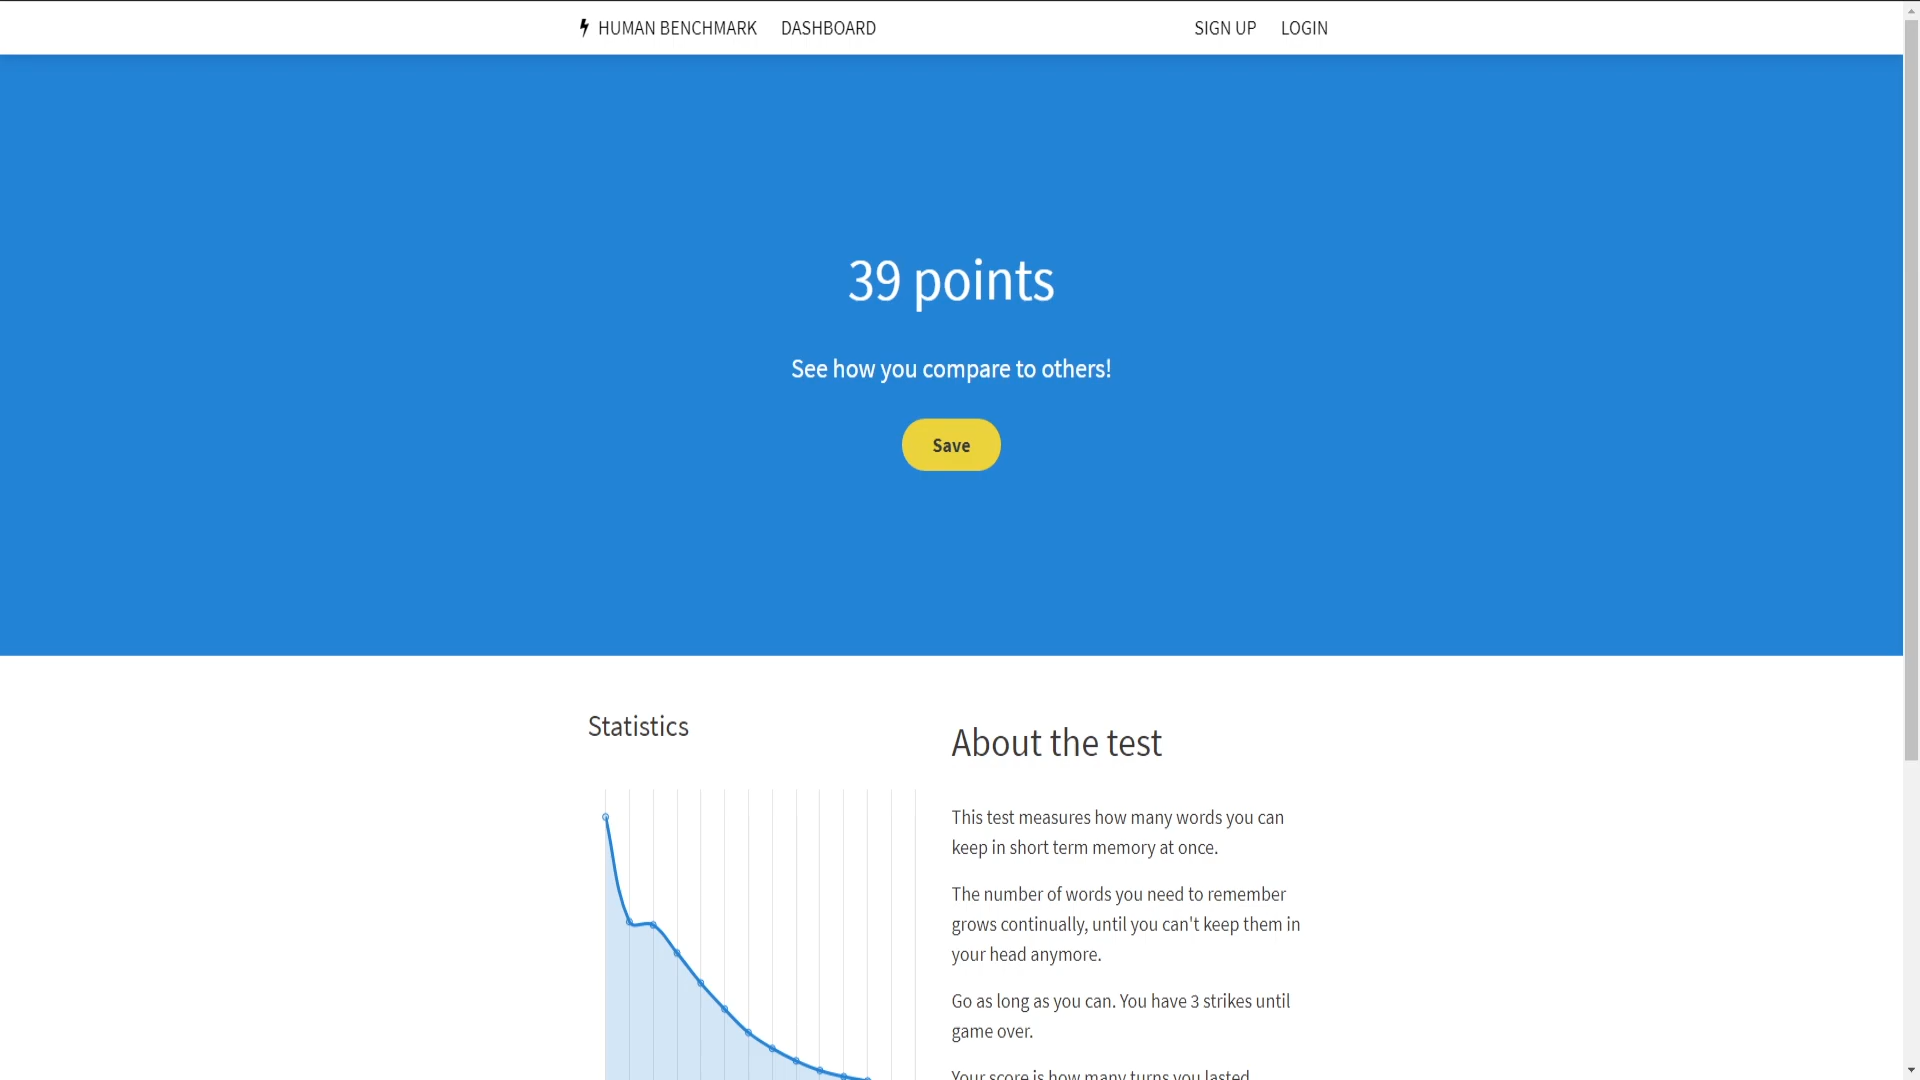 HUMAN BENCHMARK DASHBOARD SIGN UP LOGIN
39 points
See how you compare to others!
Save
Statistics
About the test
This test measures how many words you can
keep in short term memory at once.
The number of words you need to remember
grows continually, until you can't keep them in
your head anymore.
Go as long as you can. You have 3 strikes until
game over.
Your score is how many turns you lasted.